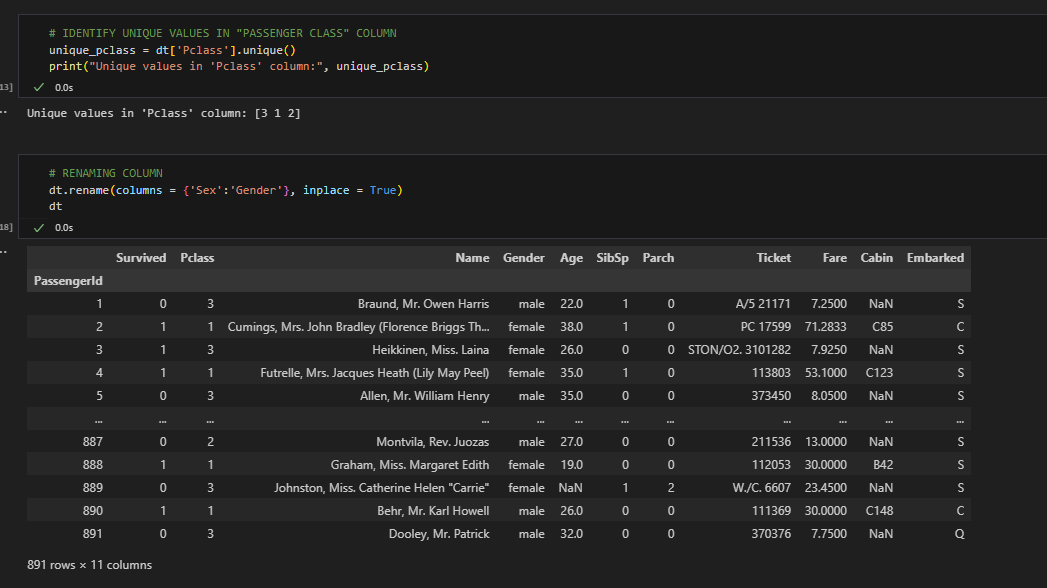 # IDENTIFY UNIQUE VALUES IN "PASSENGER CLASS" COLUMN
unique_pclass = dt['Pclass'].unique()
print("Unique values in 'Pclass' column:", unique_pclass)
13] 0.0s
Unique values in 'Pclass' column: [3 1 2]
# RENAMING COLUMN
dt.rename(columns = {'Sex':'Gender'}, inplace = True)
dt
18] 0.0s
Survived Pclass Name Gender Age SibSp Parch Ticket Fare Cabin Embarked
PassengerId
1 0 3 Braund, Mr. Owen Harris male 22.0 1 0 A/5 21171 7.2500 NaN S
2 1 1 Cumings, Mrs. John Bradley (Florence Briggs Th... female 38.0 1 0 PC 17599 71.2833 C85 C
3 1 3 Heikkinen, Miss. Laina female 26.0 0 0 STON/O2. 3101282 7.9250 NaN S
4 1 1 Futrelle, Mrs. Jacques Heath (Lily May Peel) female 35.0 1 0 113803 53.1000 C123 S
5 0 3 Allen, Mr. William Henry male 35.0 0 0 373450 8.0500 NaN S
... ... ... ... ... ... ... ... ... ... ... ...
887 0 2 Montvila, Rev. Juozas male 27.0 0 0 211536 13.0000 NaN S
888 1 1 Graham, Miss. Margaret Edith female 19.0 0 0 112053 30.0000 B42 S
889 0 3 Johnston, Miss. Catherine Helen "Carrie" female NaN 1 2 W./C. 6607 23.4500 NaN S
890 1 1 Behr, Mr. Karl Howell male 26.0 0 0 111369 30.0000 C148 C
891 0 3 Dooley, Mr. Patrick male 32.0 0 0 370376 7.7500 NaN Q
891 rows × 11 columns